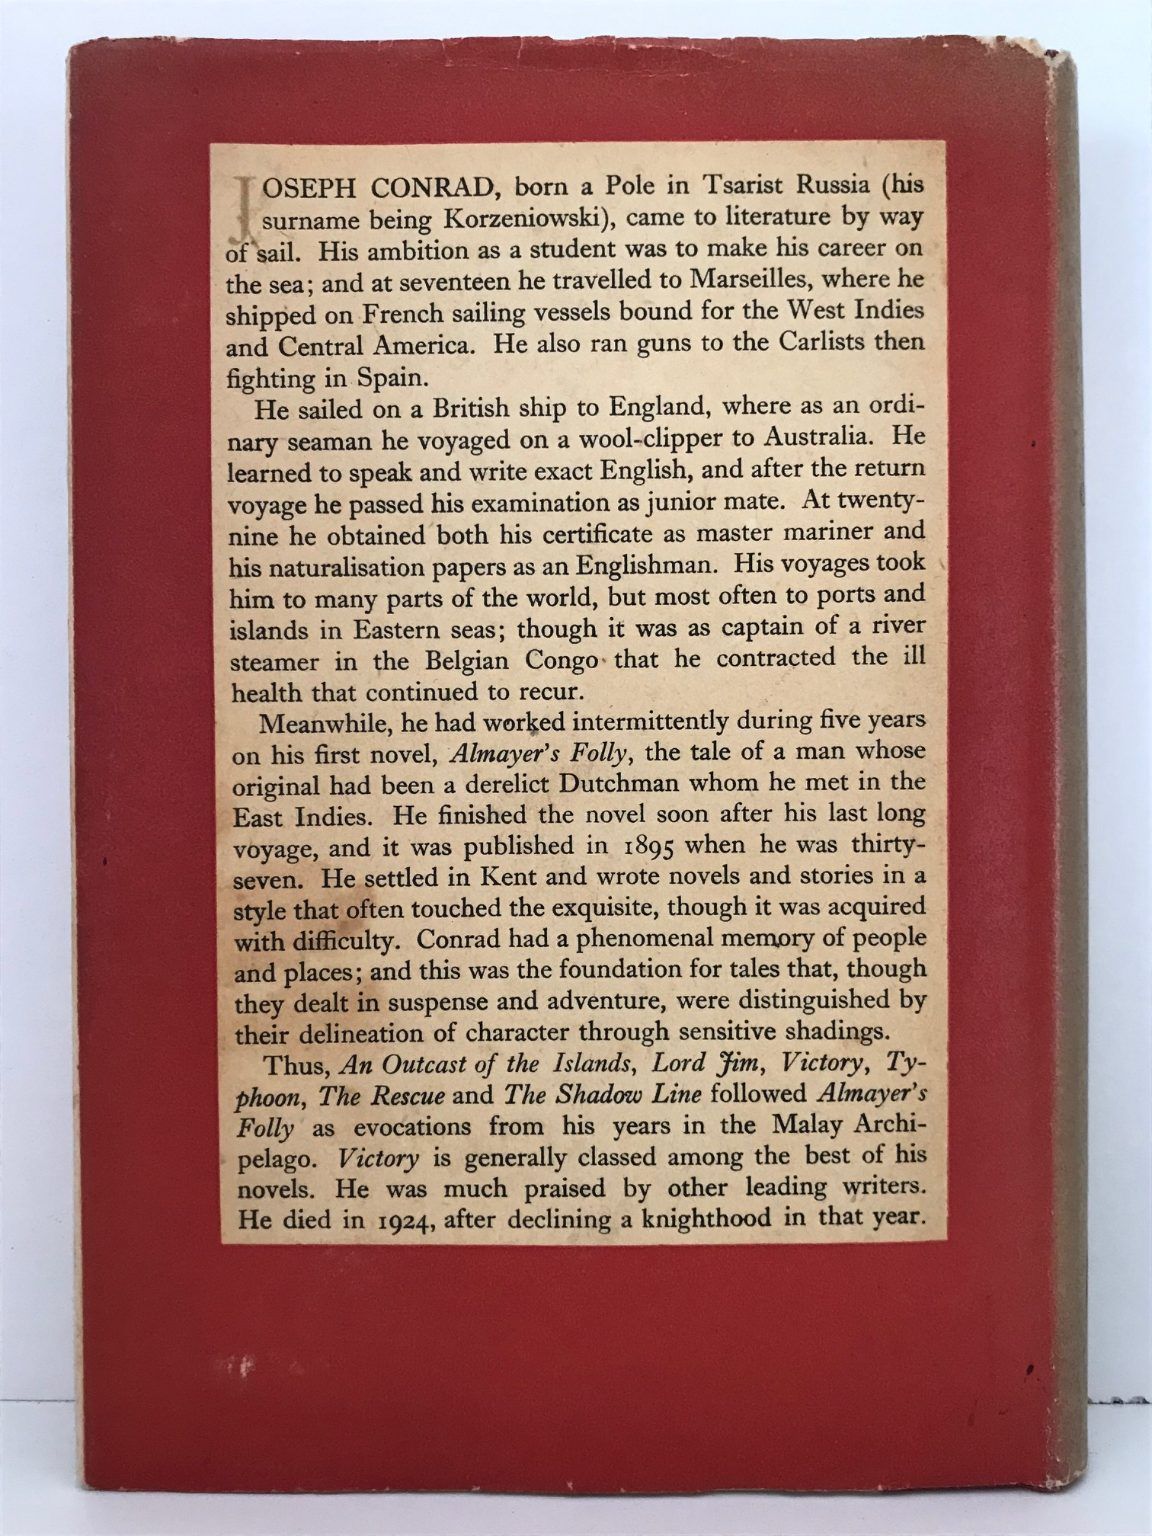 JOSEPH CONRAD, born a Pole in Tsarist Russia (his
surname being Korzeniowski), came to literature by way
of sail. His ambition as a student was to make his career on
the sea; and at seventeen he travelled to Marseilles, where he
shipped on French sailing vessels bound for the West Indies
and Central America. He also ran guns to the Carlists then
fighting in Spain.
He sailed on a British ship to England, where as an ordi-
nary seaman he voyaged on a wool-clipper to Australia. He
learned to speak and write exact English, and after the return
voyage he passed his examination as junior mate. At twenty-
nine he obtained both his certificate as master mariner and
his naturalisation papers as an Englishman. His voyages took
him to many parts of the world, but most often to ports and
islands in Eastern seas; though it was as captain of a river
steamer in the Belgian Congo that he contracted the ill
health that continued to recur.
Meanwhile, he had worked intermittently during five years
on his first novel, Almayer's Folly, the tale of a man whose
original had been a derelict Dutchman whom he met in the
East Indies. He finished the novel soon after his last long
voyage, and it was published in 1895 when he was thirty-
seven. He settled in Kent and wrote novels and stories in a
style that often touched the exquisite, though it was acquired
with difficulty. Conrad had a phenomenal memory of people
and places; and this was the foundation for tales that, though
they dealt in suspense and adventure, were distinguished by
their delineation of character through sensitive shadings.
Thus, An Outcast of the Islands, Lord Jim, Victory, Ty-
phoon, The Rescue and The Shadow Line followed Almayer's
Folly as evocations from his years in the Malay Archi-
pelago. Victory is generally classed among the best of his
novels. He was much praised by other leading writers.
He died in 1924, after declining a knighthood in that year.